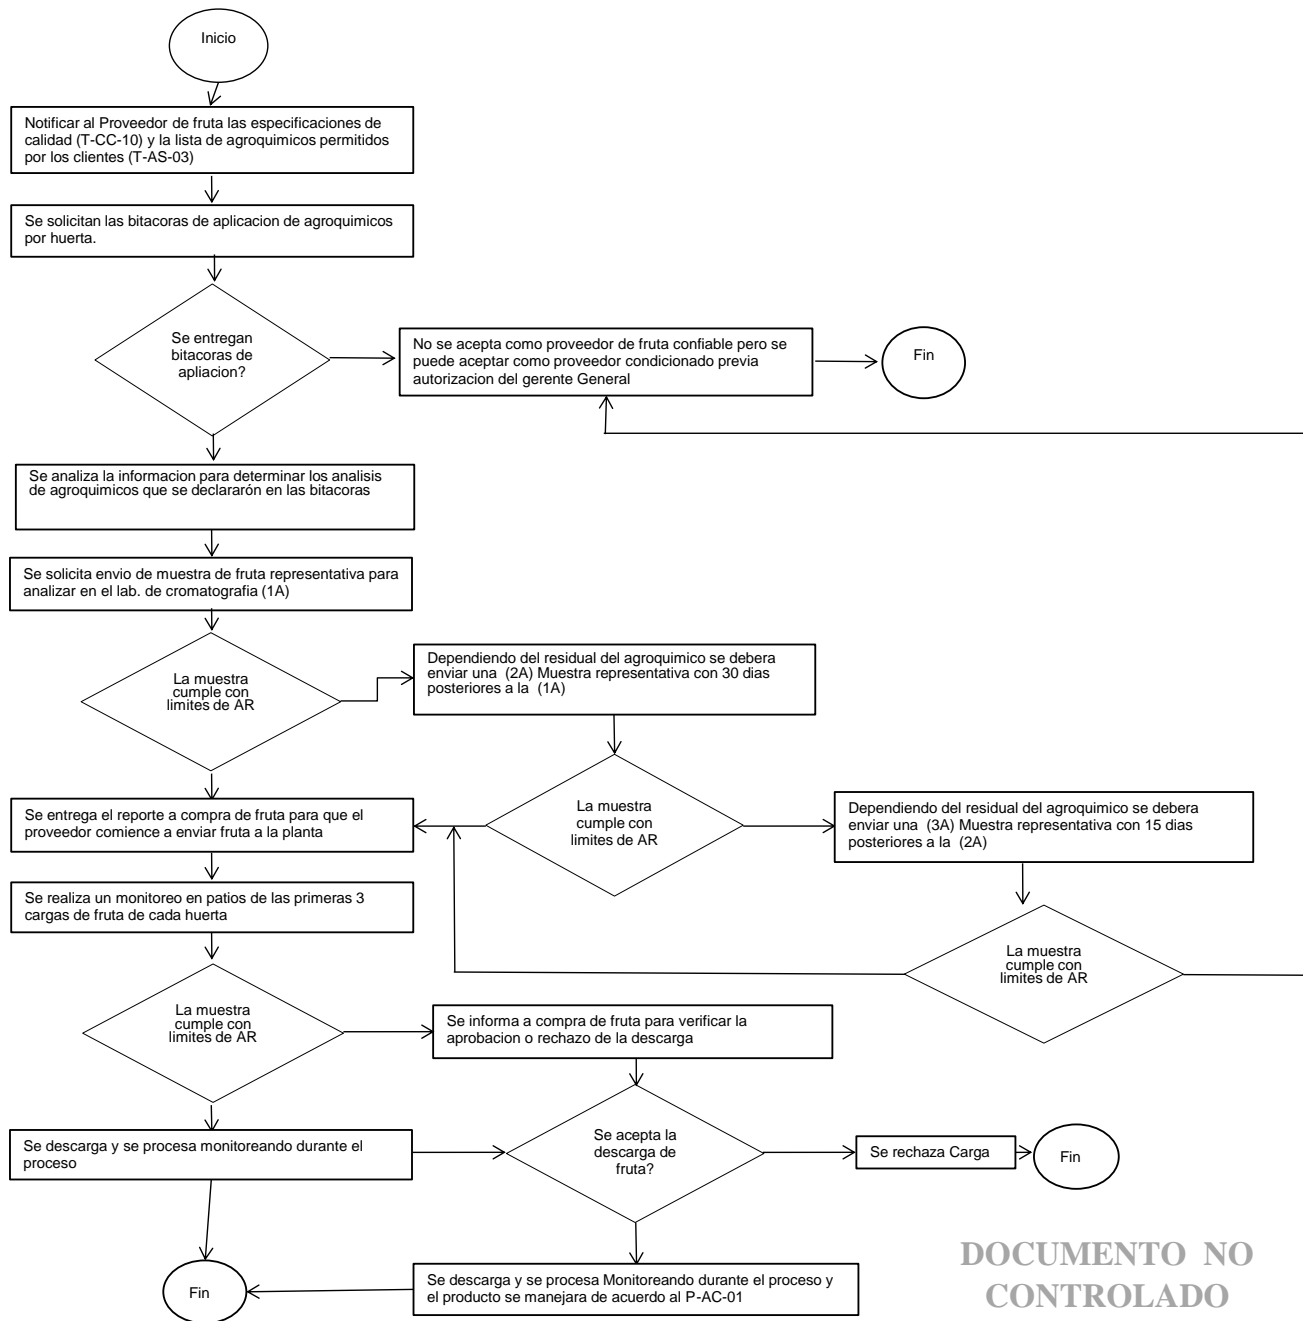 Inicio
Notificar al Proveedor de fruta las especificaciones de
calidad (T-CC-10) y la lista de agroquimicos permitidos
por los clientes (T-AS-03)
Se solicitan las bitacoras de aplicacion de agroquimicos
por huerta.
Se entregan
bitacoras de
apliacion?
No se acepta como proveedor de fruta confiable pero se
puede aceptar como proveedor condicionado previa
autorizacion del gerente General
Fin
Se analiza la informacion para determinar los analisis
de agroquimicos que se declararón en las bitacoras
Se solicita envio de muestra de fruta representativa para
analizar en el lab. de cromatografia (1A)
La muestra
cumple con
limites de AR
Dependiendo del residual del agroquimico se debera
enviar una (2A) Muestra representativa con 30 dias
posteriores a la (1A)
Se entrega el reporte a compra de fruta para que el
proveedor comience a enviar fruta a la planta
La muestra
cumple con
limites de AR
Dependiendo del residual del agroquimico se debera
enviar una (3A) Muestra representativa con 15 dias
posteriores a la (2A)
Se realiza un monitoreo en patios de las primeras 3
cargas de fruta de cada huerta
La muestra
cumple con
limites de AR
La muestra
cumple con
limites de AR
Se informa a compra de fruta para verificar la
aprobacion o rechazo de la descarga
Se descarga y se procesa monitoreando durante el
proceso
Se acepta la
descarga de
fruta?
Se rechaza Carga
Fin
Fin
Se descarga y se procesa Monitoreando durante el proceso y
el producto se manejara de acuerdo al P-AC-01
DOCUMENTO NO
CONTROLADO